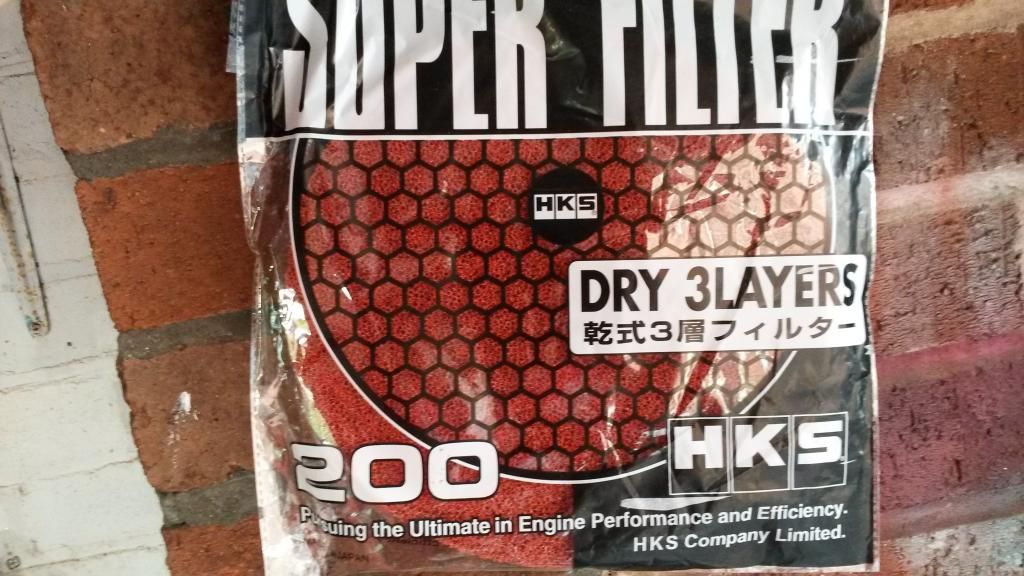 SUPER FILTER
HKS
DRY 3LAYERS
乾式3層フィルター
HKS
200
Pursuing the Ultimate in Engine Performance and Efficiency.
HKS Company Limited.
JAPAN